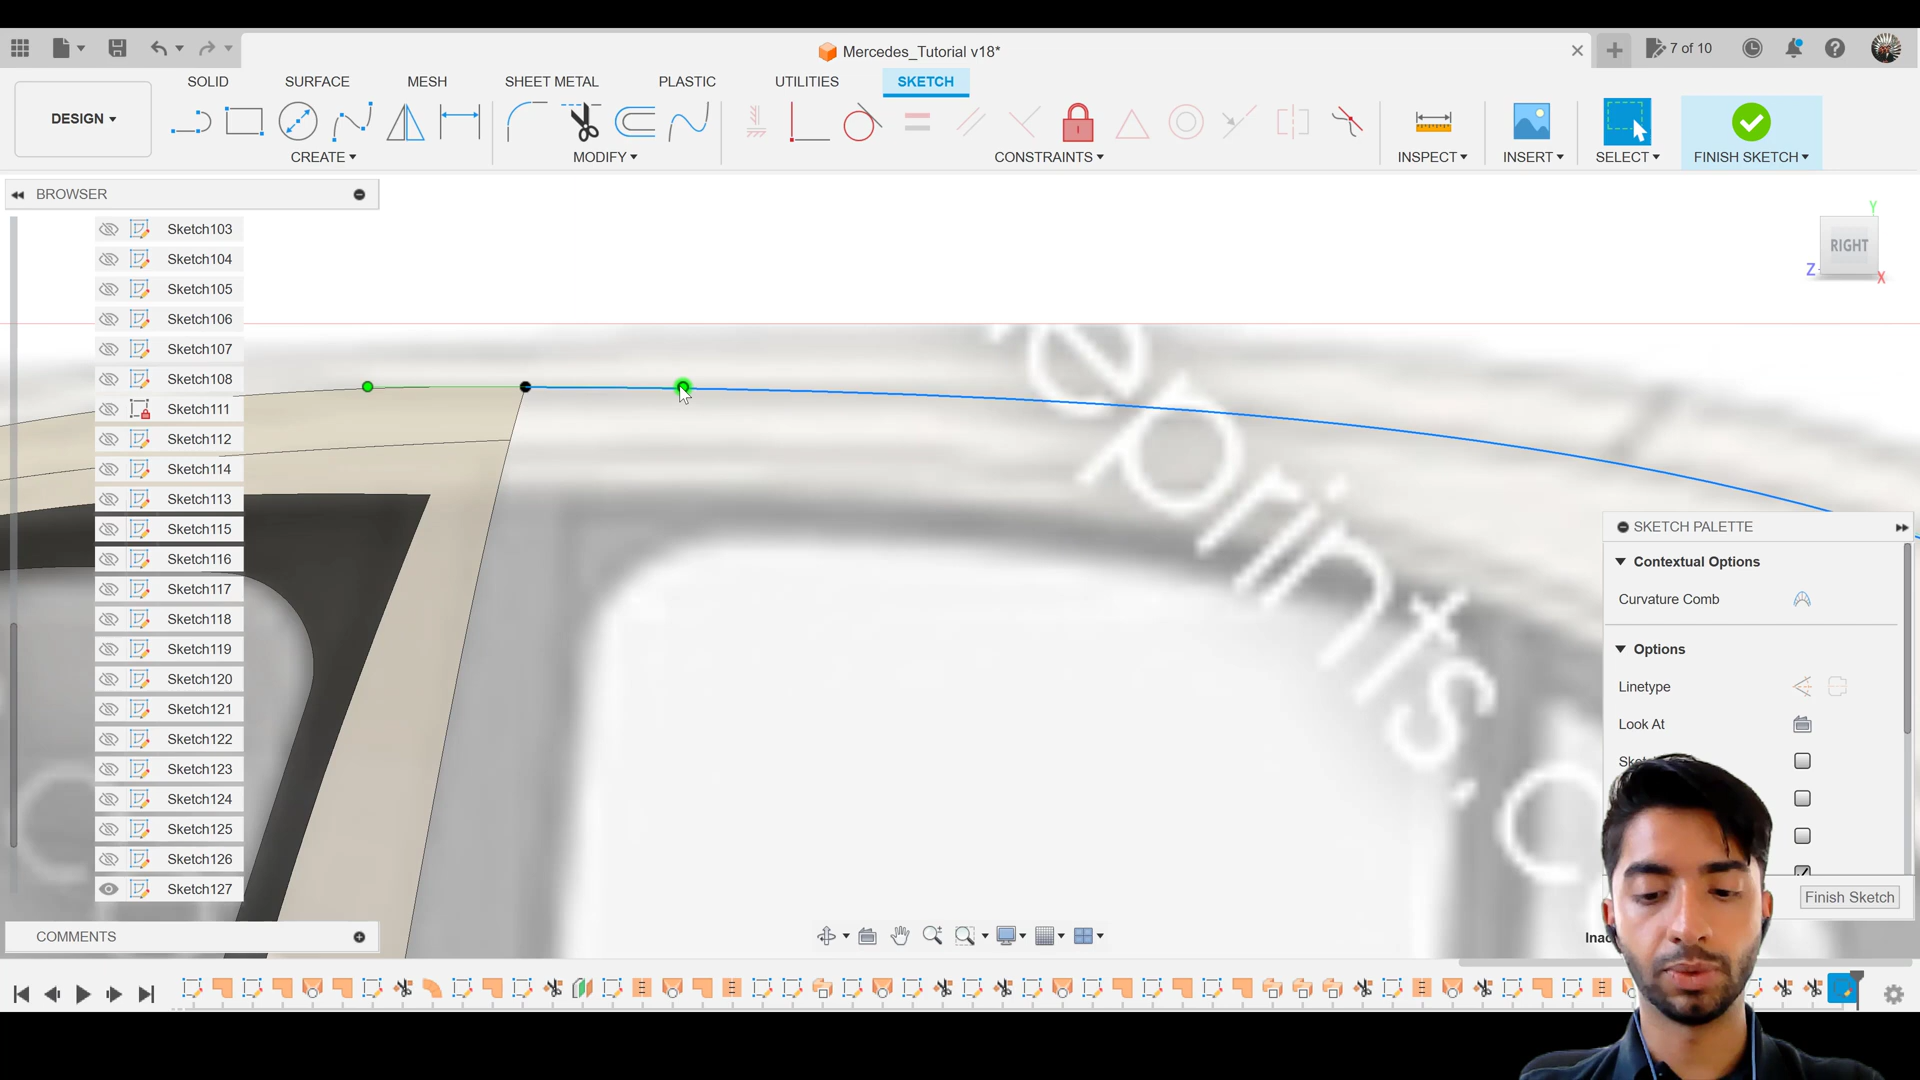 Mercedes_Tutorial v18*
7 of 10
SOLID
SURFACE
MESH
SHEET METAL
PLASTIC
UTILITIES
SKETCH
DESIGN
CREATE
MODIFY
CONSTRAINTS
INSPECT
INSERT
SELECT
FINISH SKETCH
BROWSER
Sketch103
Sketch104
Sketch105
Sketch106
Sketch107
Sketch108
Sketch111
Sketch112
Sketch114
Sketch113
Sketch115
Sketch116
Sketch117
Sketch118
Sketch119
Sketch120
Sketch121
Sketch122
Sketch123
Sketch124
Sketch125
Sketch126
Sketch127
COMMENTS
Y
RIGHT
Z
X
eprints.c
SKETCH PALETTE
Contextual Options
Curvature Comb
Options
Linetype
Look At
Finish Sketch